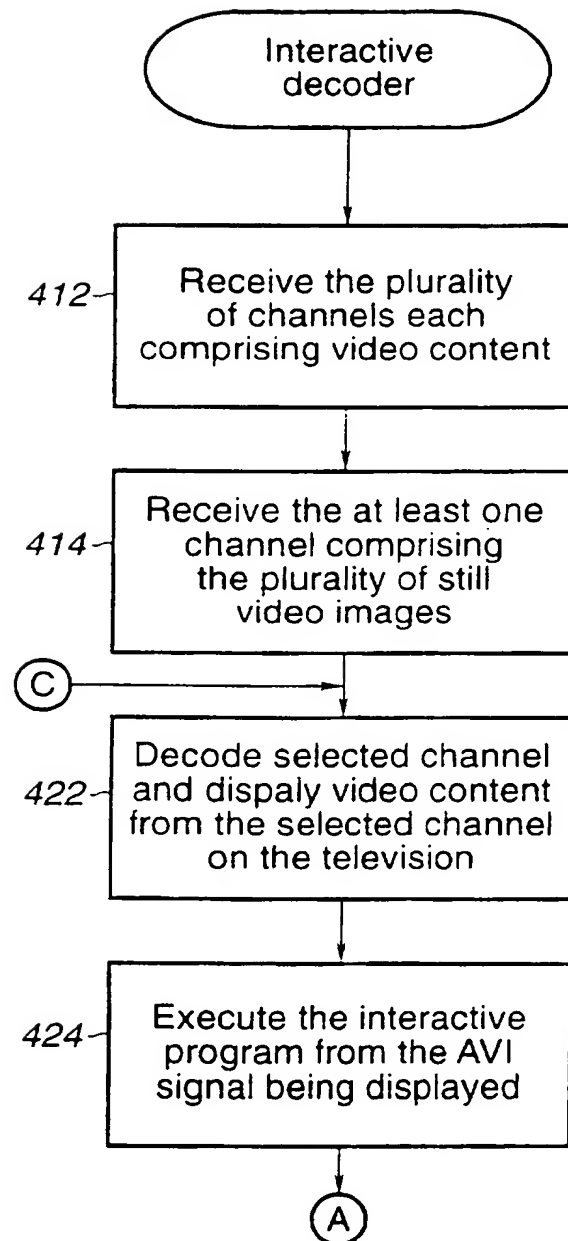 Interactive
decoder
412
Receive the plurality
of channels each
comprising video content
414
Receive the at least one
channel comprising
the plurality of still
video images
C
422
Decode selected channel
and dispaly video content
from the selected channel
on the television
424
Execute the interactive
program from the AVI
signal being displayed
A